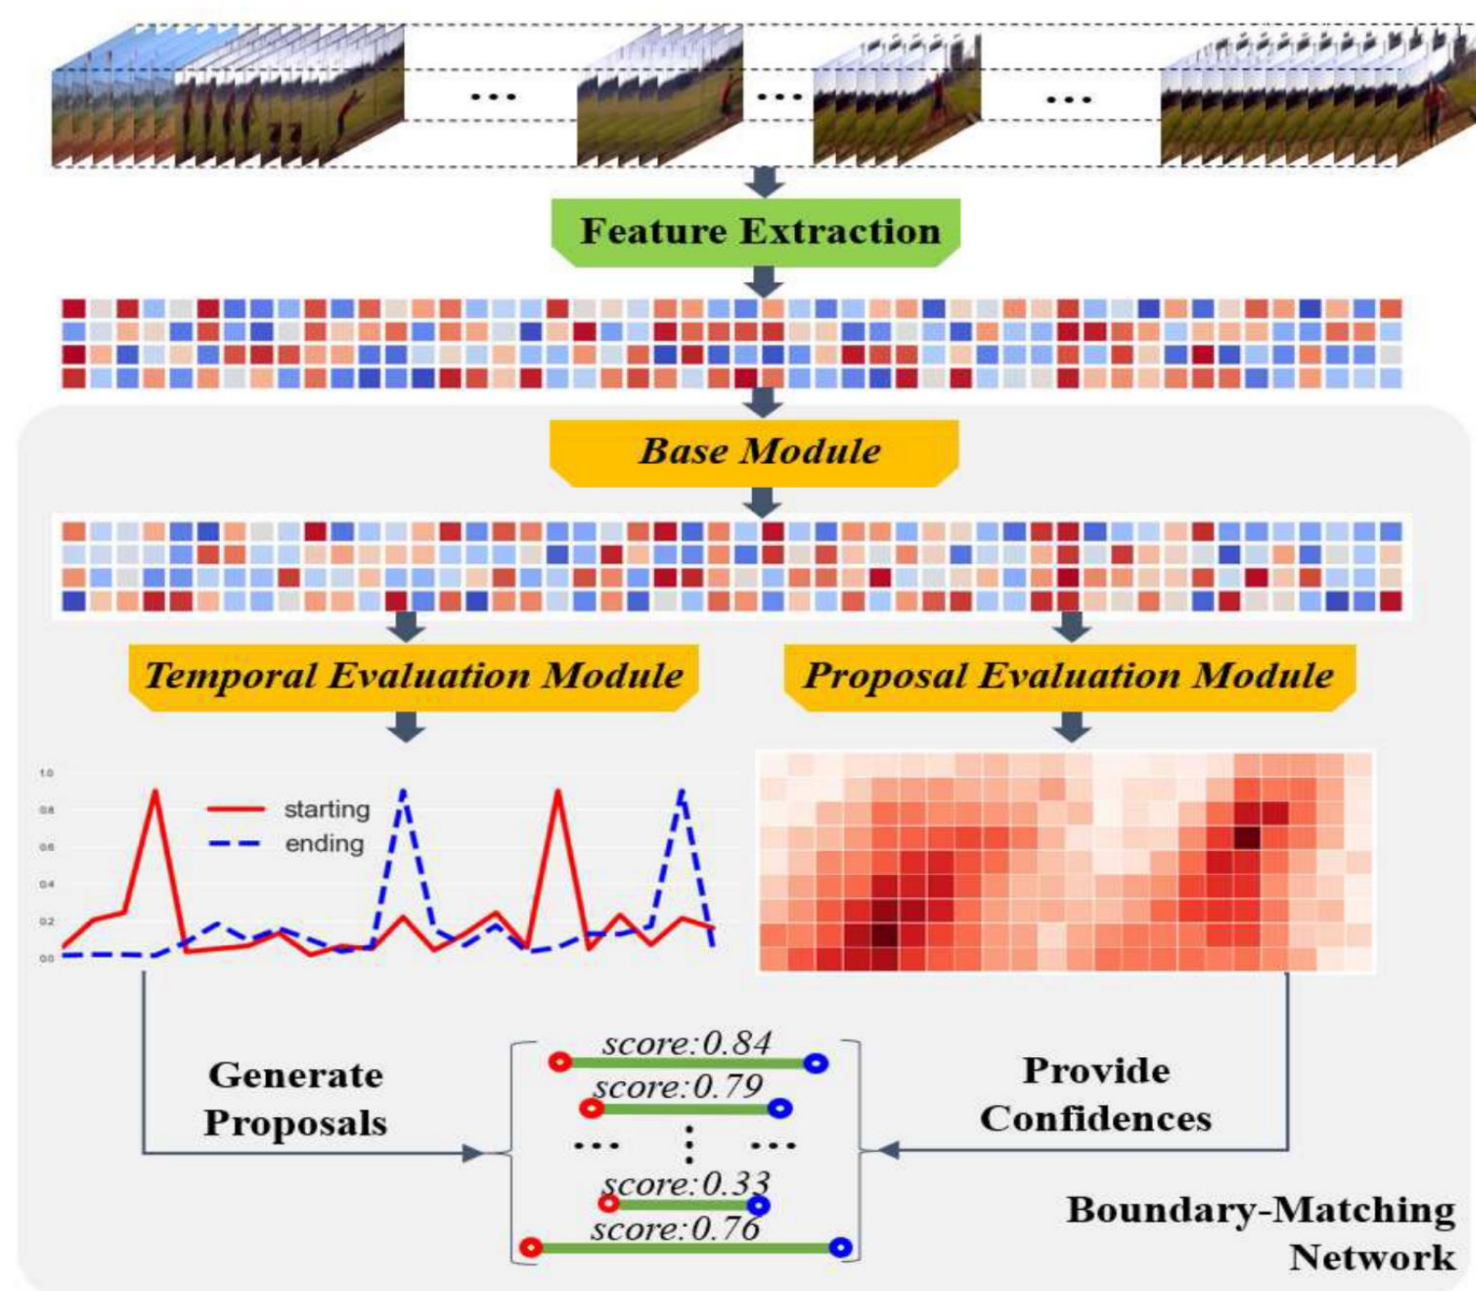 Feature Extraction
Base Module
Temporal Evaluation Module
Proposal Evaluation Module
1.0
0.8
0.6
0.4
0.2
0.0
starting
ending
Generate
Proposals
score:0.84
score:0.79
... ⋮ ...
score:0.33
score:0.76
Provide
Confidences
Boundary-Matching
Network